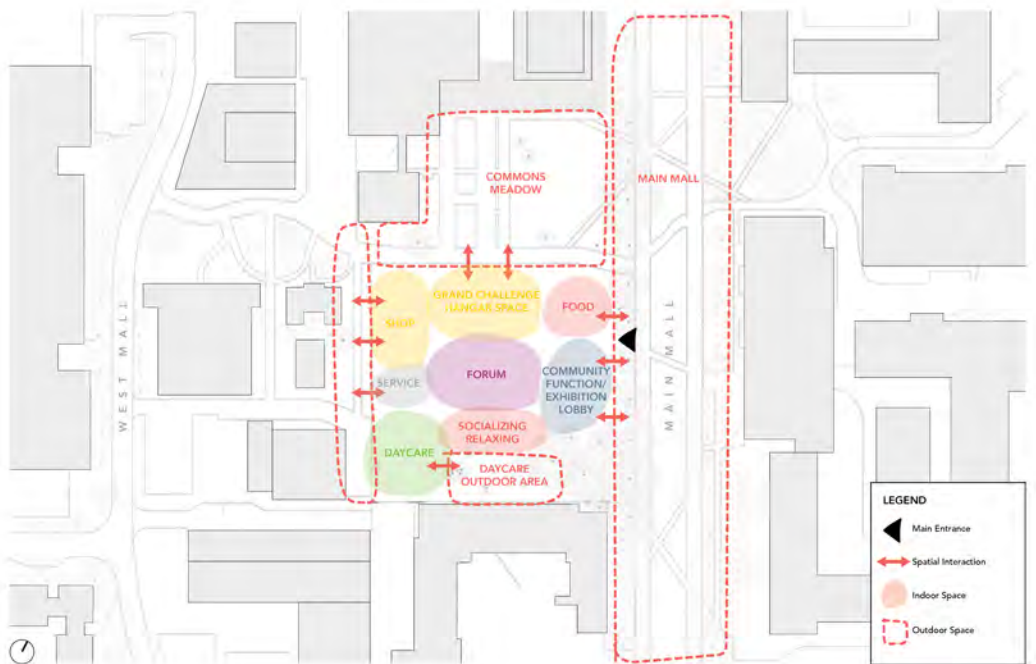 COMMONS
MEADOW
MAIN MALL
GRAND CHALLENGE
SPACE
FOOD
SHOP
WEST MALL
MAIN MALL
SERVICE
FORUM
COMMUNITY
FUNCTION/
EXHIBITION
LOBBY
SOCIALIZING
RELAXING
DAYCARE
DAYCARE
OUTDOOR AREA
LEGEND
Main Entrance
Spatial Interaction
Indoor Space
Outdoor Space